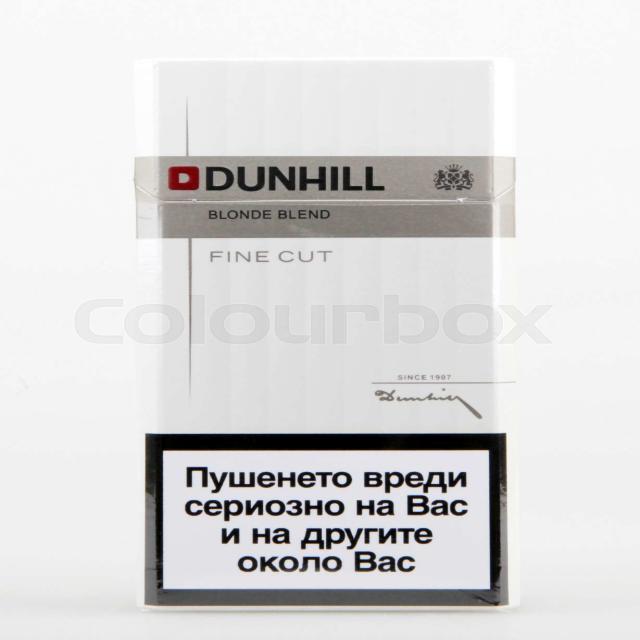 DUNHILL
BLONDE BLEND
FINE CUT
Colourbox
SINCE 1907
Dunhill
Пушенето вреди
сериозно на Вас
и на другите
около Вас